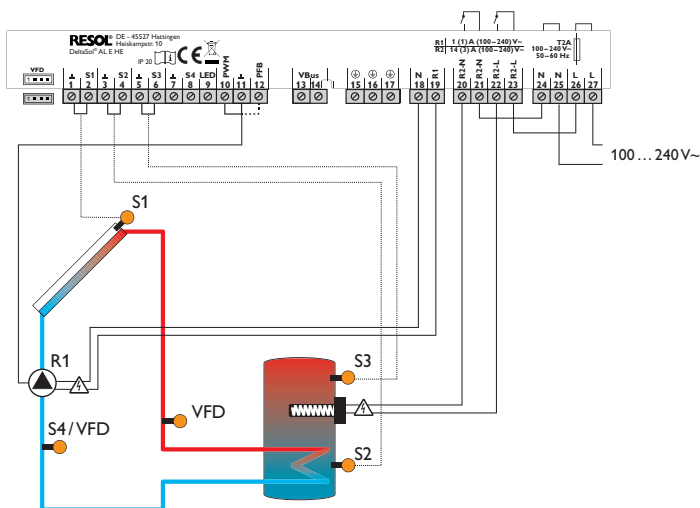 RESOL® DE - 45527 Hattingen
Heiskampstr. 10
DeltaSol® AL E HE
IP 20
CE
R1 1 (1) A (100-240) V~
R2 14 (3) A (100-240) V~
T2A
100-240 V~
50-60 Hz
VFD
⏚ S1 ⏚ S2 ⏚ S3 ⏚ S4 LED PWM ⏚ PFB
1 2 3 4 5 6 7 8 9 10 11 12
VBus
13 14
15 16 17
N R1
18 19
R2-N R2-N R2-L R2-L
20 21 22 23
N N L L
24 25 26 27
100 ... 240 V~
S1
R1
S3
VFD
S4 / VFD
S2